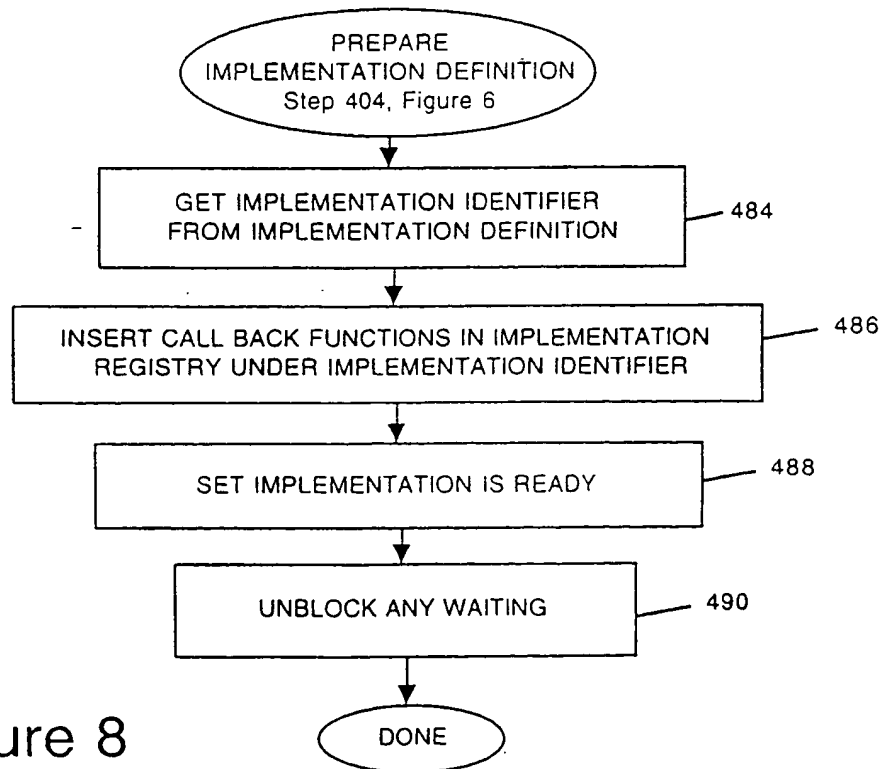 PREPARE
IMPLEMENTATION DEFINITION
Step 404, Figure 6
GET IMPLEMENTATION IDENTIFIER
FROM IMPLEMENTATION DEFINITION
484
INSERT CALL BACK FUNCTIONS IN IMPLEMENTATION
REGISTRY UNDER IMPLEMENTATION IDENTIFIER
486
SET IMPLEMENTATION IS READY
488
UNBLOCK ANY WAITING
490
DONE
ure 8